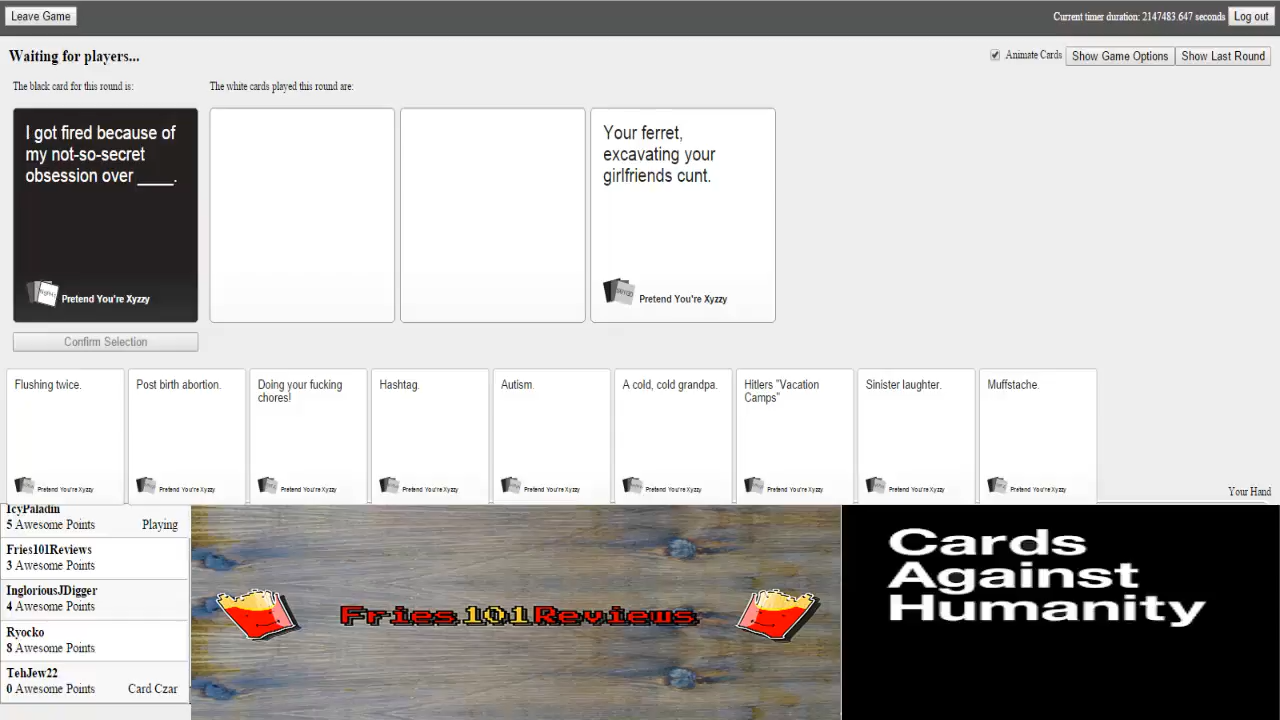 Leave Game
Current timer duration: 2147483.647 seconds
Log out
Waiting for players...
Animate Cards
Show Game Options
Show Last Round
The black card for this round is:
The white cards played this round are:
I got fired because of
my not-so-secret
obsession over ____.
Pretend You're Xyzzy
Your ferret,
excavating your
girlfriends cunt.
Pretend You're Xyzzy
Confirm Selection
Flushing twice.
Pretend You're Xyzzy
Post birth abortion.
Pretend You're Xyzzy
Doing your fucking
chores!
Pretend You're Xyzzy
Hashtag.
Pretend You're Xyzzy
Autism.
Pretend You're Xyzzy
A cold, cold grandpa.
Pretend You're Xyzzy
Hitlers "Vacation
Camps"
Pretend You're Xyzzy
Sinister laughter.
Pretend You're Xyzzy
Muffstache.
Pretend You're Xyzzy
Your Hand
IcyPaladin
5 Awesome Points Playing
Fries101Reviews
3 Awesome Points
IngloriousJDigger
4 Awesome Points
Ryocko
8 Awesome Points
TehJew22
0 Awesome Points Card Czar
Fries101Reviews
Cards
Against
Humanity